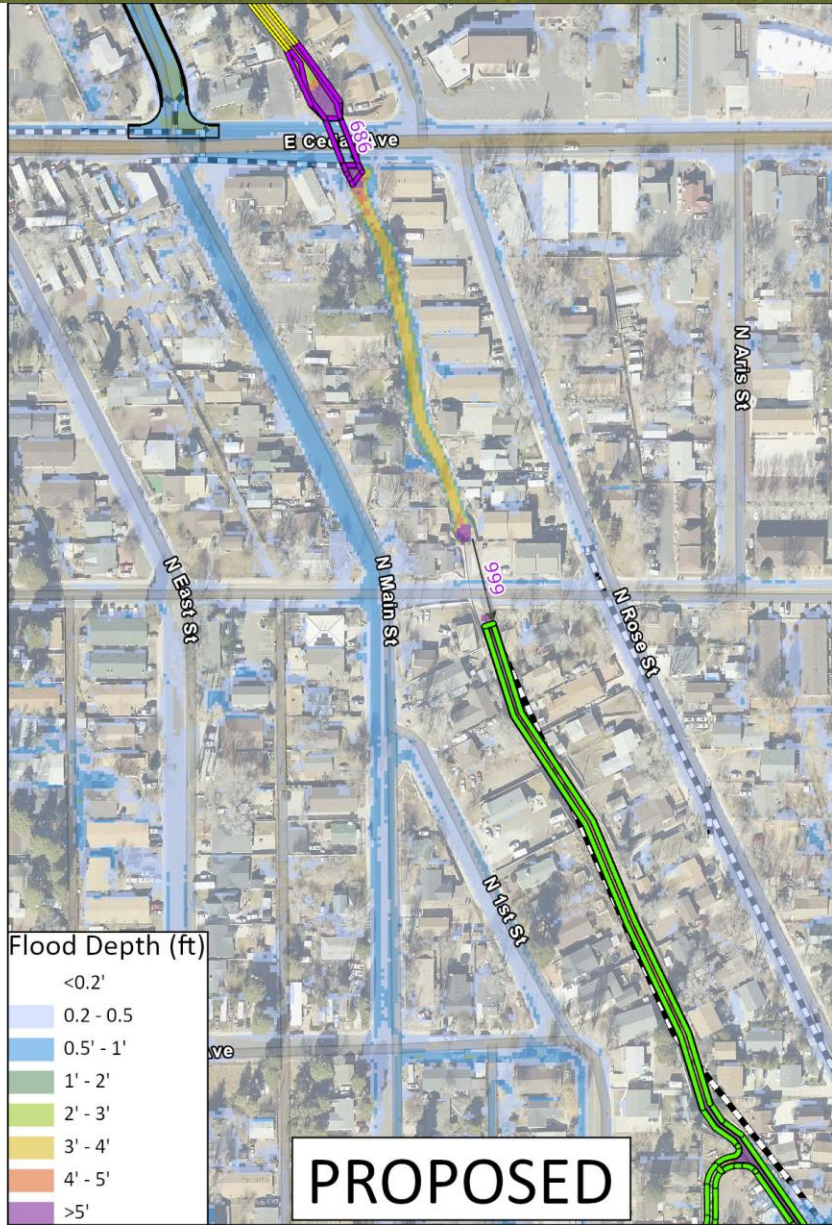 686
E Cedar Ave
N Aris St
999
N East St
N Main St
N Rose St
N 1st St
Flood Depth (ft)
<0.2'
0.2 - 0.5
0.5' - 1'
1' - 2'
2' - 3'
3' - 4'
4' - 5'
>5'
ve
PROPOSED